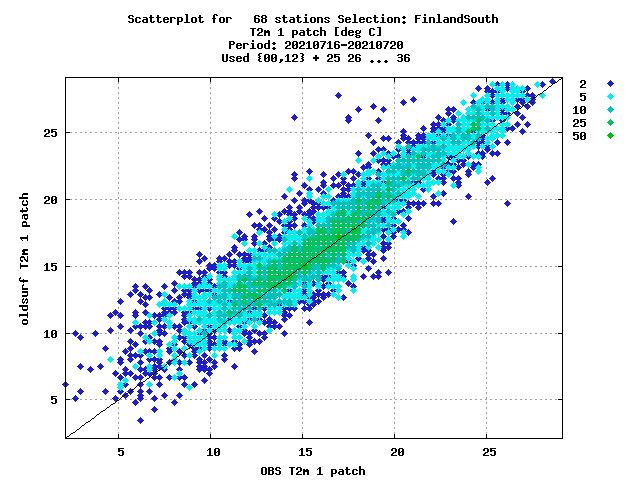 Scatterplot for   68 stations Selection: FinlandSouth
T2m 1 patch [deg C]
Period: 20210716-20210720
Used {00,12} + 25 26 ... 36
2
5
10
25
50
25
20
15
10
5
oldsurf T2m 1 patch
5 10 15 20 25
OBS T2m 1 patch